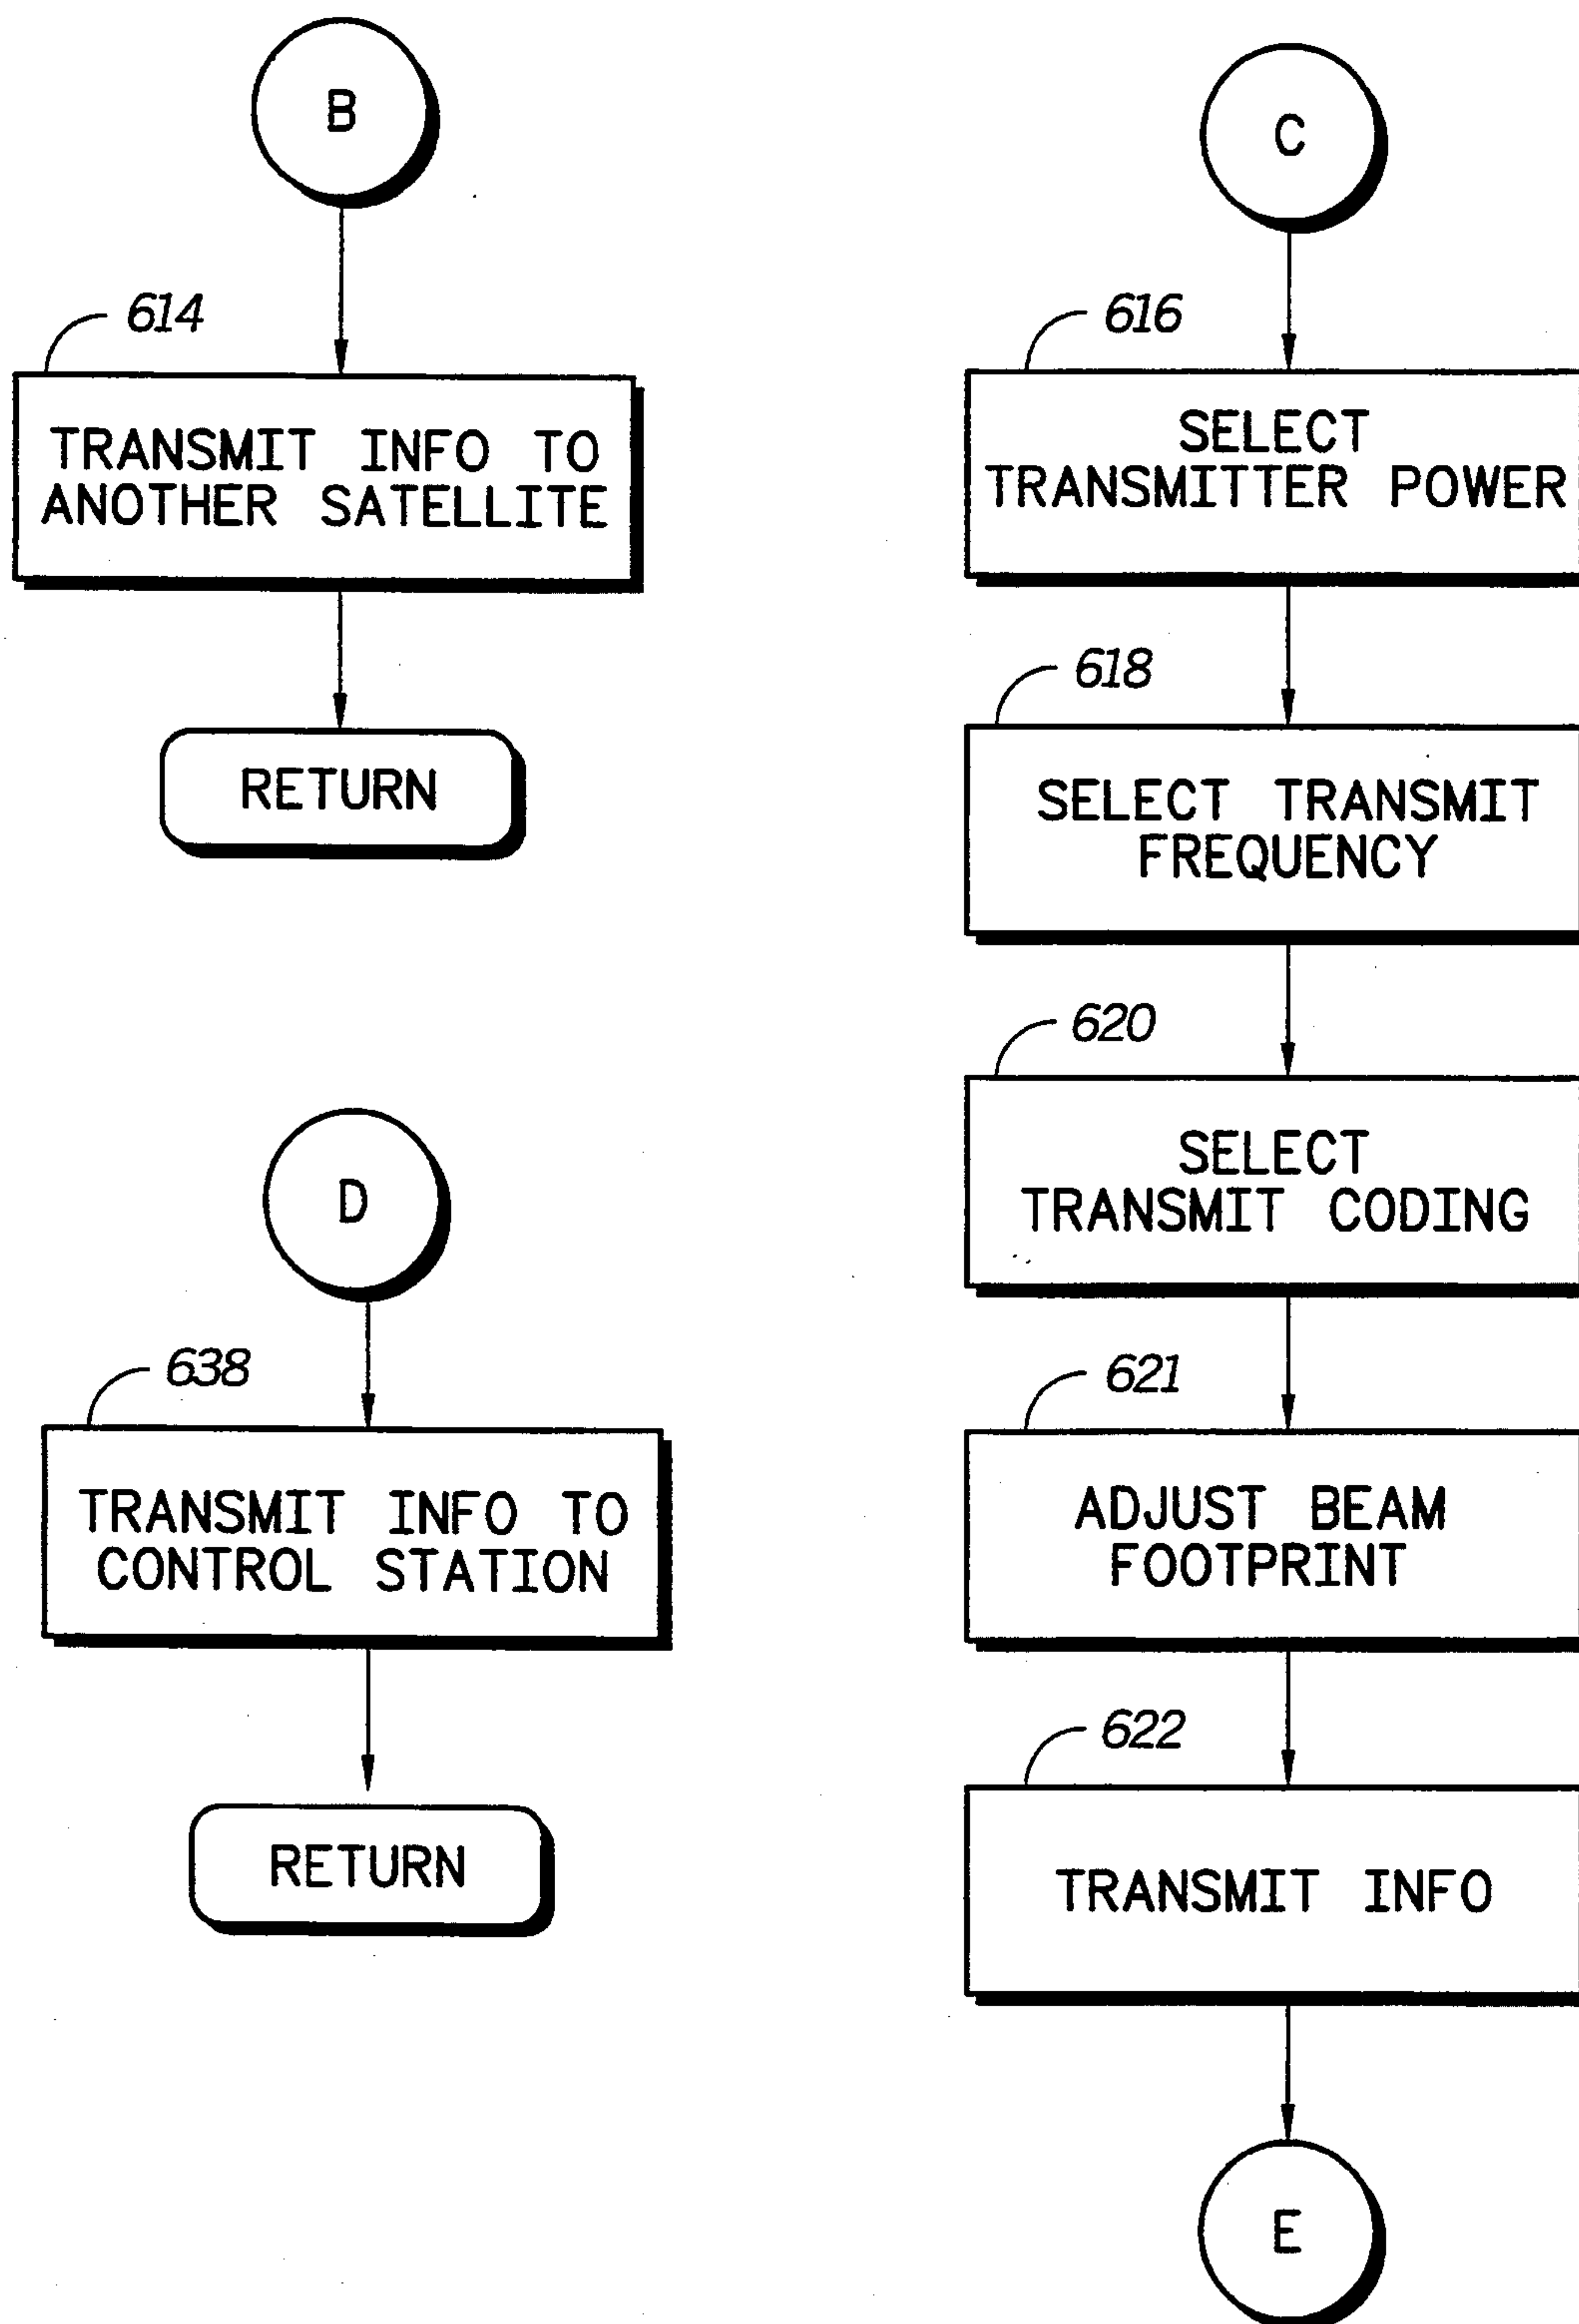 B
614
TRANSMIT INFO TO
ANOTHER SATELLITE
RETURN
D
638
TRANSMIT INFO TO
CONTROL STATION
RETURN
C
616
SELECT
TRANSMITTER POWER
618
SELECT TRANSMIT
FREQUENCY
620
SELECT
TRANSMIT CODING
621
ADJUST BEAM
FOOTPRINT
622
TRANSMIT INFO
E